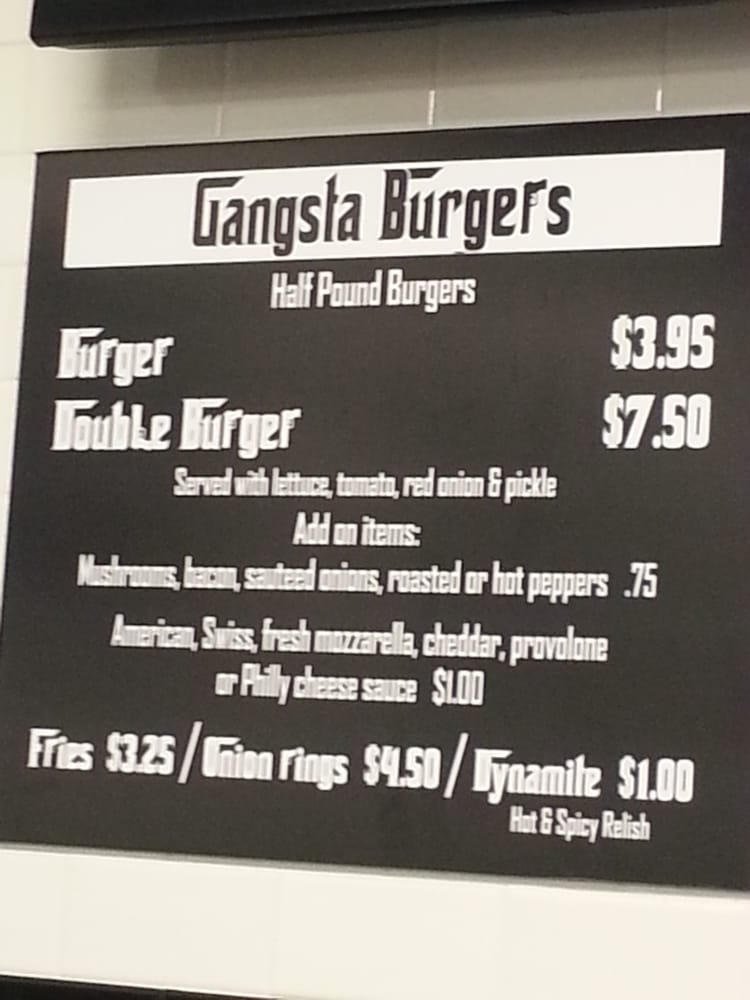 Gangsta Burgers
Half Pound Burgers
Burger $3.95
Double Burger $7.50
Served with lettuce, tomato, red onion & pickle
Add on items:
Mushrooms, bacon, sauteed onions, roasted or hot peppers .75
American, Swiss, fresh mozzarella, cheddar, provolone
or Philly cheese sauce $1.00
Fries $3.25 / Onion rings $4.50 / Dynamite $1.00
Hot & Spicy Relish